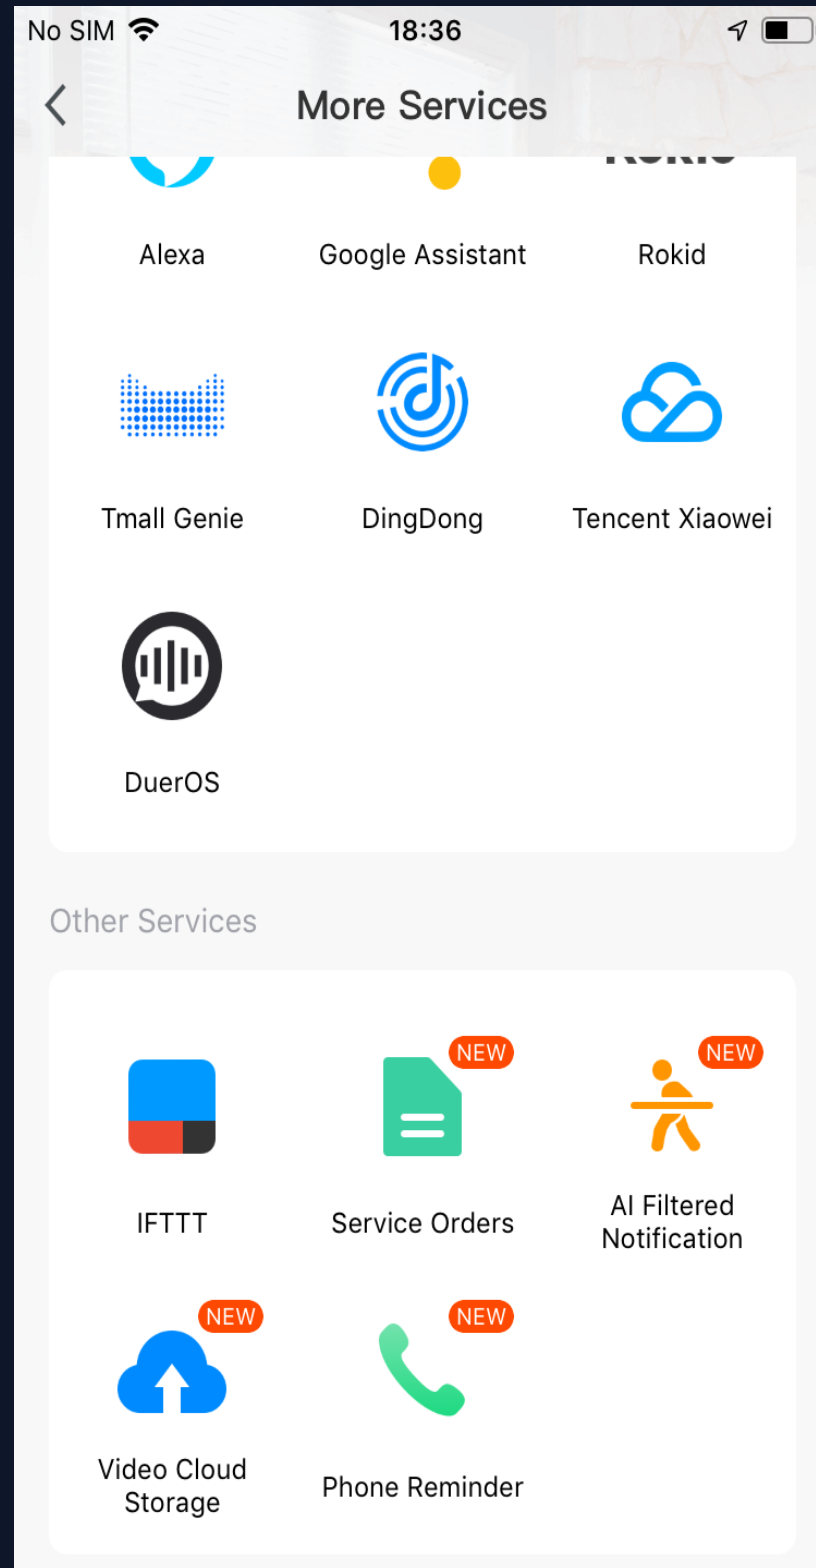 No SIM
18:36
More Services
Alexa
Google Assistant
Rokid
Tmall Genie
DingDong
Tencent Xiaowei
DuerOS
Other Services
NEW
NEW
IFTTT
Service Orders
AI Filtered
Notification
NEW
NEW
Video Cloud
Storage
Phone Reminder